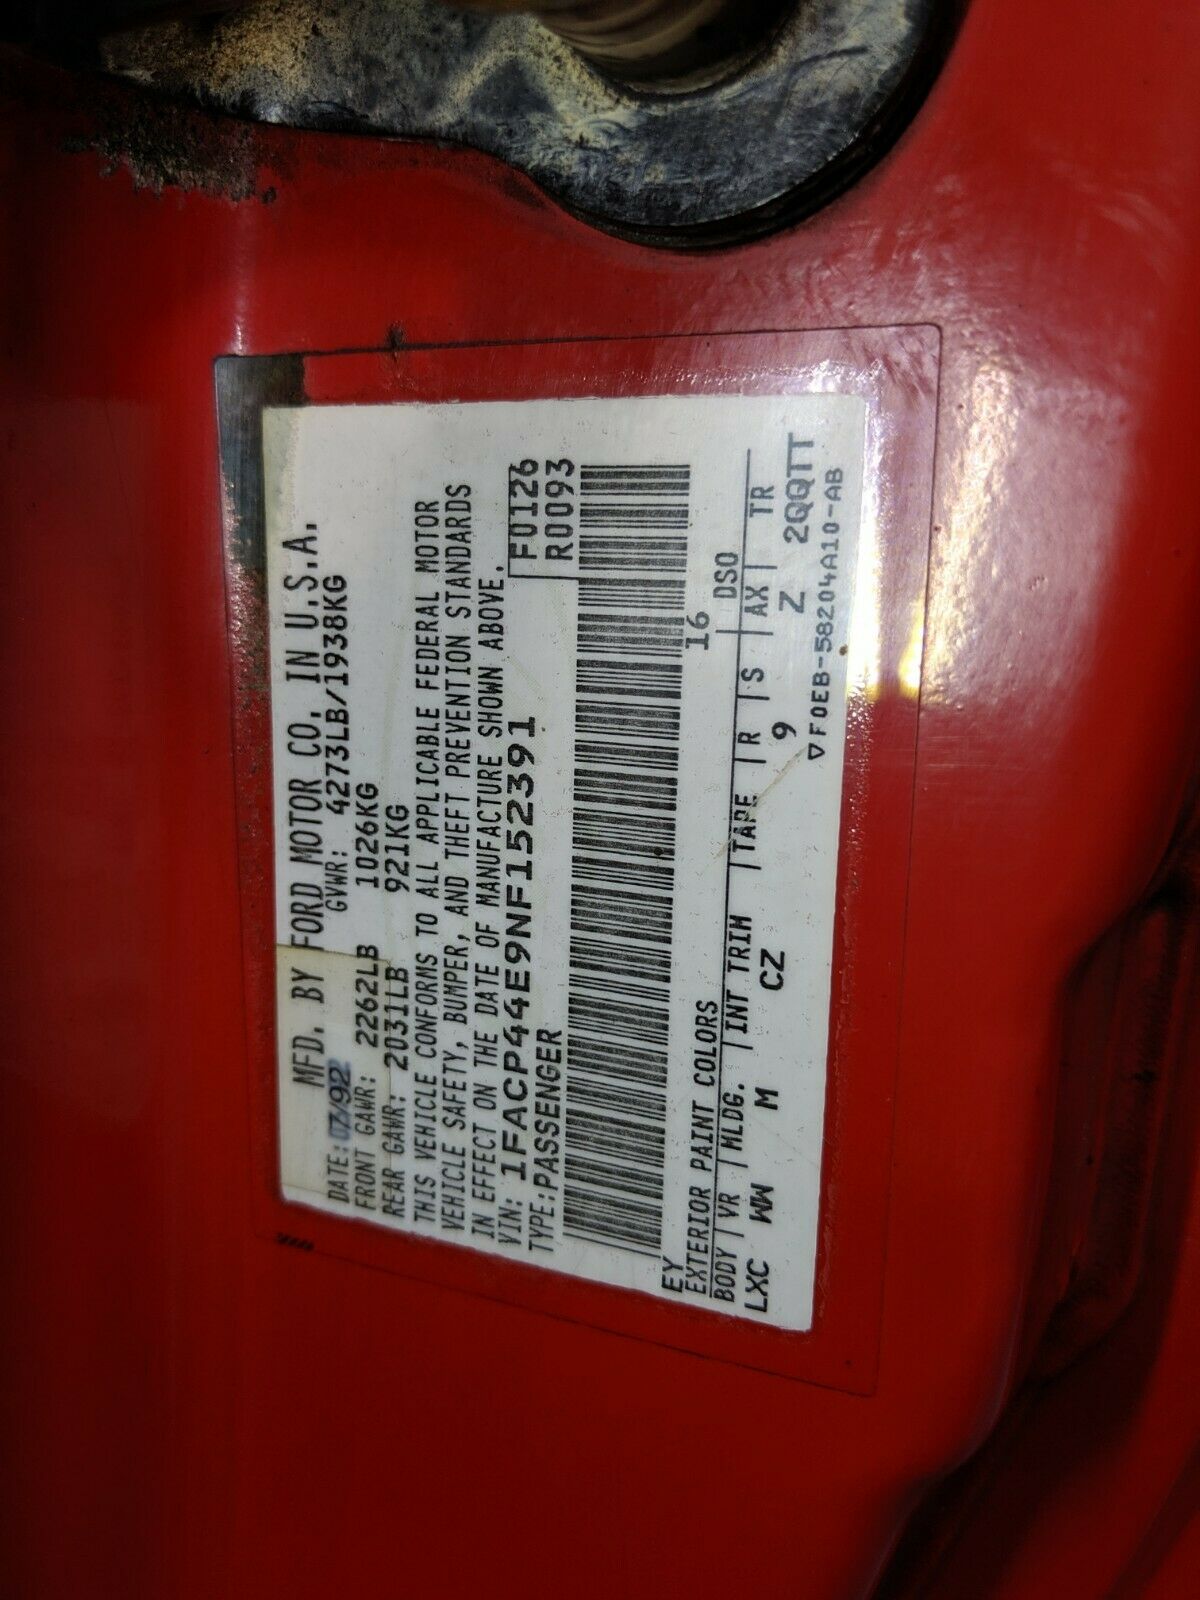 MFD. BY FORD MOTOR CO. IN U.S.A.
DATE: 07/92 GVWR: 4273LB/1938KG
FRONT GAWR: 2262LB 1026KG
REAR GAWR: 2031LB 921KG
THIS VEHICLE CONFORMS TO ALL APPLICABLE FEDERAL MOTOR
VEHICLE SAFETY, BUMPER, AND THEFT PREVENTION STANDARDS
IN EFFECT ON THE DATE OF MANUFACTURE SHOWN ABOVE.
VIN: 1FACP44E9NF152391 F0126
TYPE:PASSENGER R0093
EY 16
EXTERIOR PAINT COLORS DSO
BODY VR MLDG. INT TRIM TAPE R S AX TR
LXC WW M CZ 9 Z 2QQTT
▽F0EB-58204A10-AB